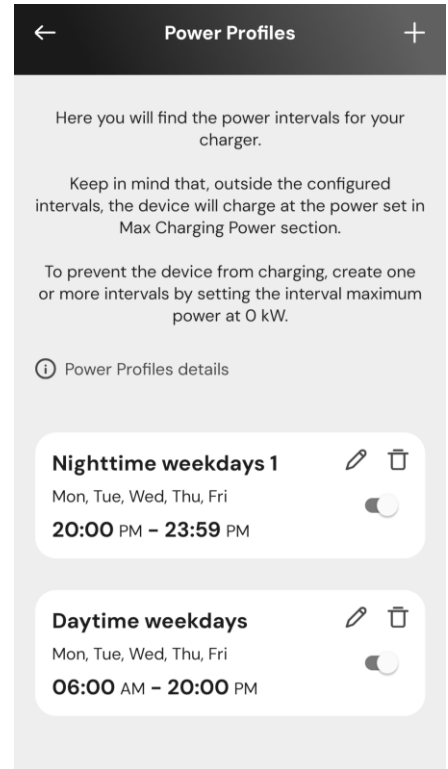 Power Profiles
Here you will find the power intervals for your
charger.
Keep in mind that, outside the configured
intervals, the device will charge at the power set in
Max Charging Power section.
To prevent the device from charging, create one
or more intervals by setting the interval maximum
power at 0 kW.
Power Profiles details
Nighttime weekdays 1
Mon, Tue, Wed, Thu, Fri
20:00 PM – 23:59 PM
Daytime weekdays
Mon, Tue, Wed, Thu, Fri
06:00 AM – 20:00 PM